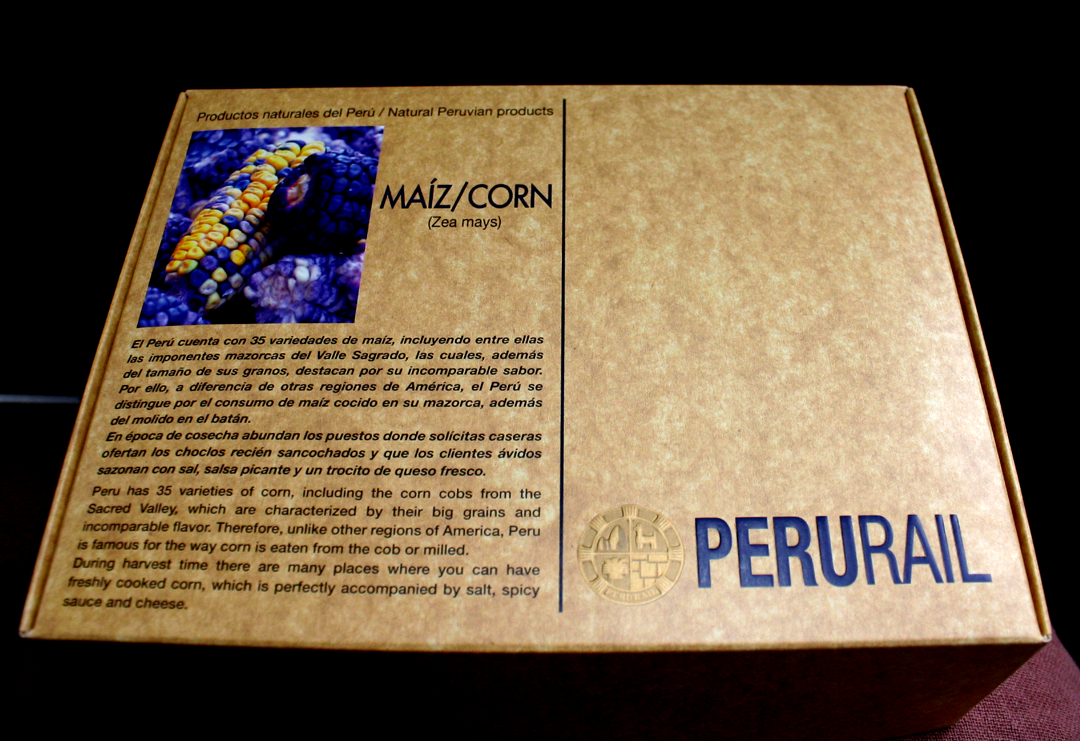 Productos naturales del Perú / Natural Peruvian products
MAÍZ/CORN
(Zea mays)
El Perú cuenta con 35 variedades de maíz, incluyendo entre ellas
las imponentes mazorcas del Valle Sagrado, las cuales, además
del tamaño de sus granos, destacan por su incomparable sabor.
Por ello, a diferencia de otras regiones de América, el Perú se
distingue por el consumo de maíz cocido en su mazorca, además
del molido en el batán.
En época de cosecha abundan los puestos donde solícitas caseras
ofertan los choclos recién sancochados y que los clientes ávidos
sazonan con sal, salsa picante y un trocito de queso fresco.
Peru has 35 varieties of corn, including the corn cobs from the
Sacred Valley, which are characterized by their big grains and
incomparable flavor. Therefore, unlike other regions of America, Peru
is famous for the way corn is eaten from the cob or milled.
During harvest time there are many places where you can have
freshly cooked corn, which is perfectly accompanied by salt, spicy
sauce and cheese.
PERURAIL
PERURAIL